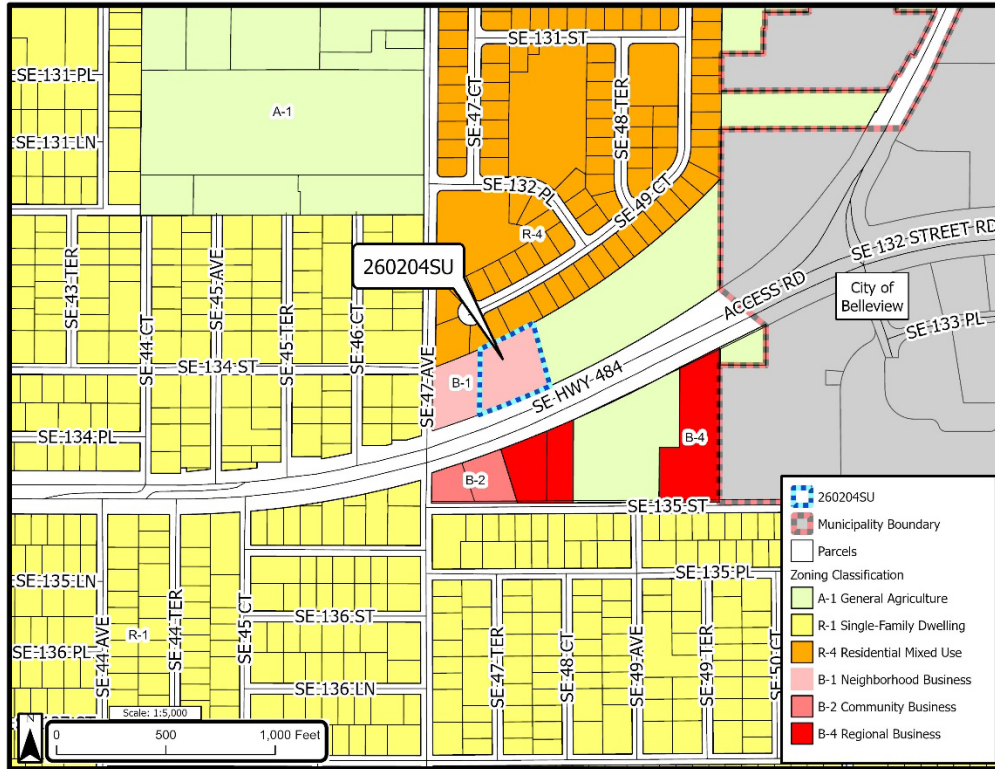 SE 131 ST
SE 131 PL
A-1
SE 47 CT
SE 48 TER
SE 131 LN
SE 132 PL
SE 49 CT
R-4
260204SU
SE 132 STREET RD
ACCESS RD
City of
Belleview
SE 133 PL
SE 43 TER
SE 44 CT
SE 45 AVE
SE 45 TER
SE 46 CT
SE 47 AVE
SE 134 ST
B-1
SE HWY 484
SE 134 PL
B-4
B-2
SE 135 ST
SE 135 LN
SE 135 PL
SE 44 AVE
SE 44 TER
SE 45 CT
SE 136 ST
R-1
SE 136 PL
SE 136 LN
SE 47 TER
SE 48 CT
SE 49 AVE
SE 49 TER
SE 50 CT
260204SU
Municipality Boundary
Parcels
Zoning Classification
A-1 General Agriculture
R-1 Single-Family Dwelling
R-4 Residential Mixed Use
B-1 Neighborhood Business
B-2 Community Business
B-4 Regional Business
N
Scale: 1:5,000
0 500 1,000 Feet